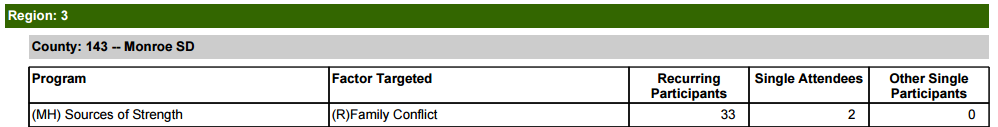 Region: 3
County: 143 -- Monroe SD
Program Factor Targeted Recurring Participants Single Attendees Other Single Participants
(MH) Sources of Strength (R)Family Conflict 33 2 0